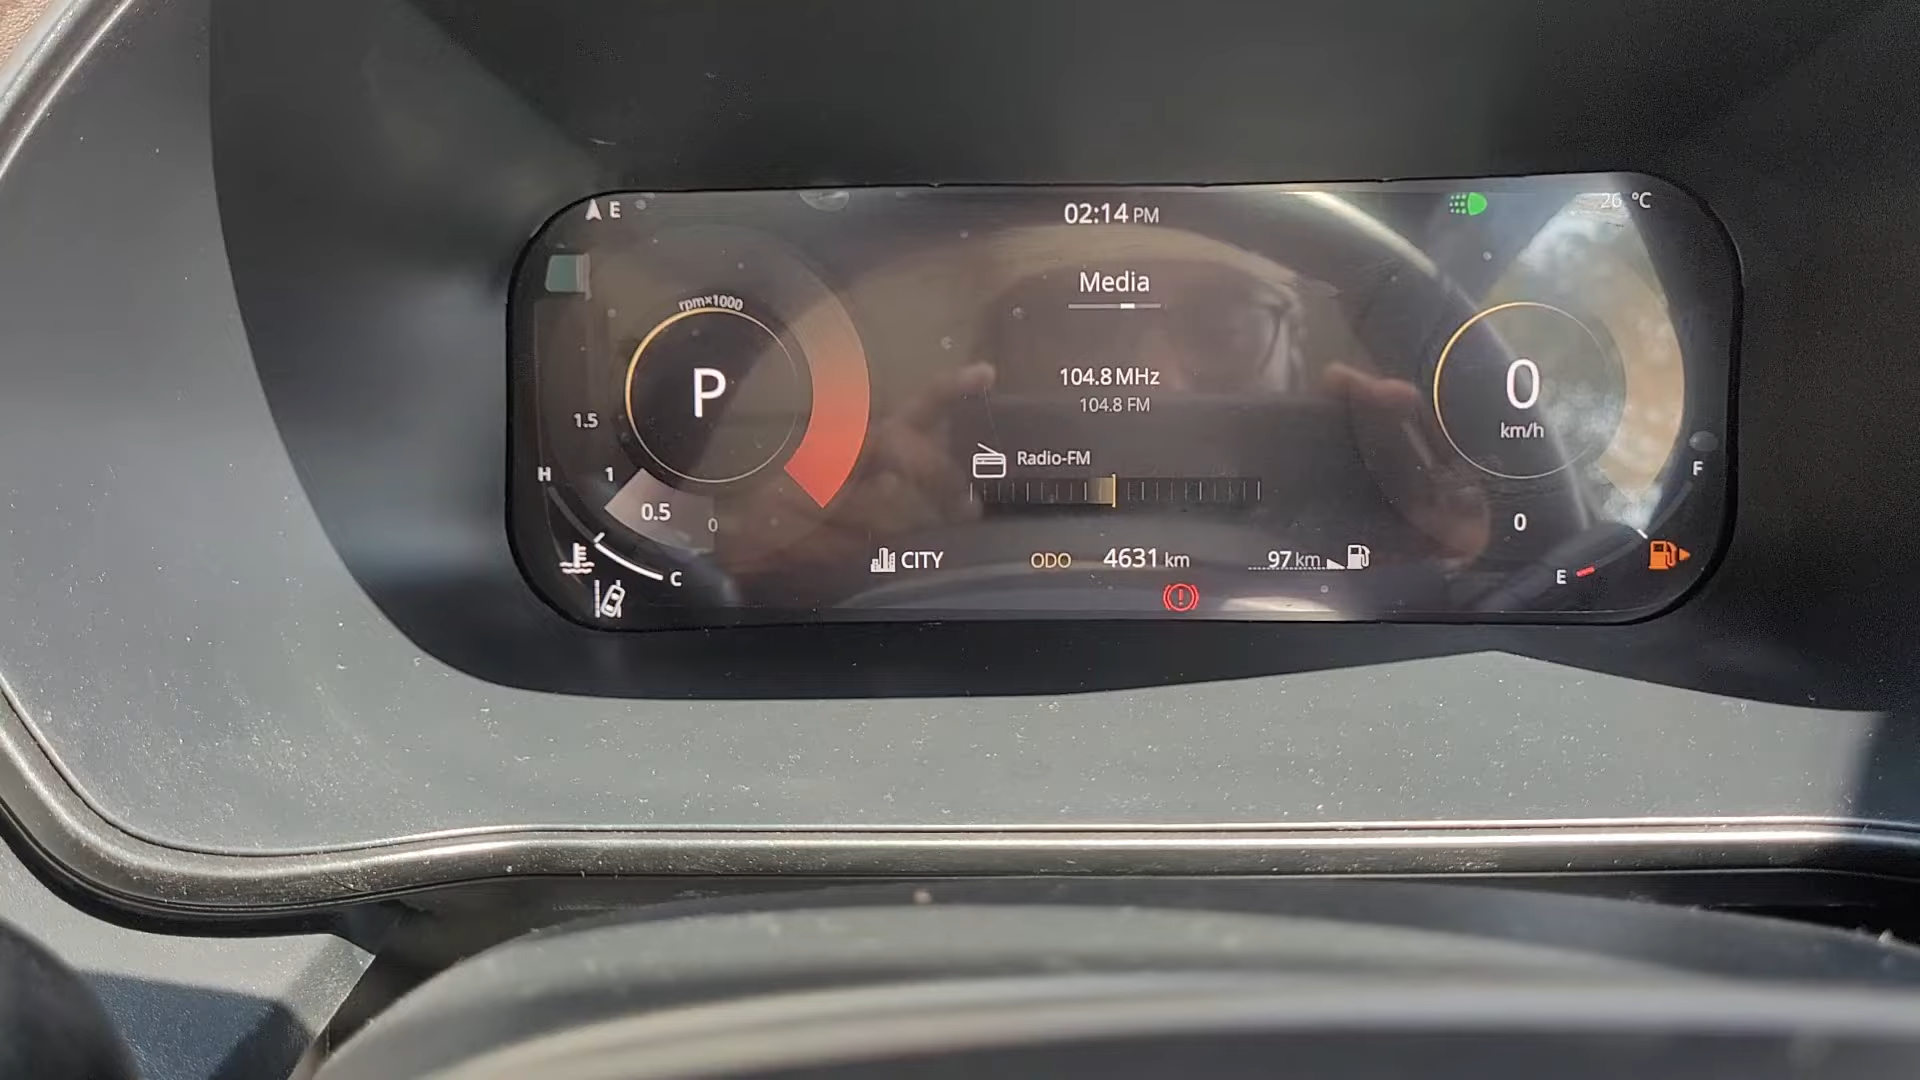 E
02:14 PM
26 °C
Media
rpm×1000
P
0
km/h
104.8 MHz
104.8 FM
1.5
Radio-FM
H
1
F
0.5
0
0
CITY
ODO 4631 km
97 km
C
E